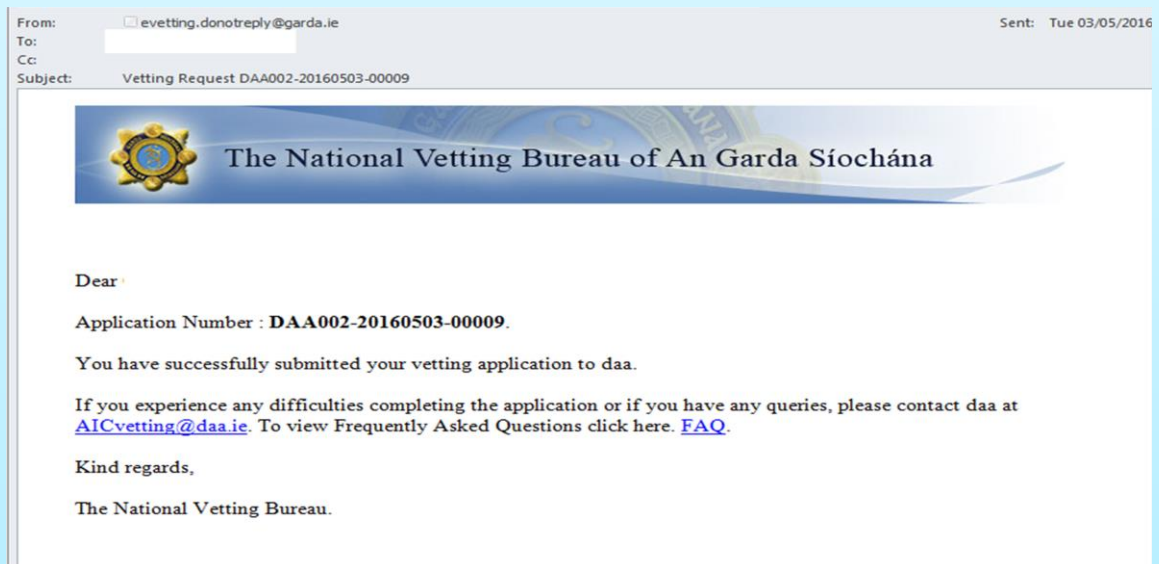 From: evetting.donotreply@garda.ie Sent: Tue 03/05/2016
To:
Cc:
Subject: Vetting Request DAA002-20160503-00009
The National Vetting Bureau of An Garda Síochána
Dear
Application Number : DAA002-20160503-00009.
You have successfully submitted your vetting application to daa.
If you experience any difficulties completing the application or if you have any queries, please contact daa at
AICvetting@daa.ie. To view Frequently Asked Questions click here. FAQ.
Kind regards,
The National Vetting Bureau.